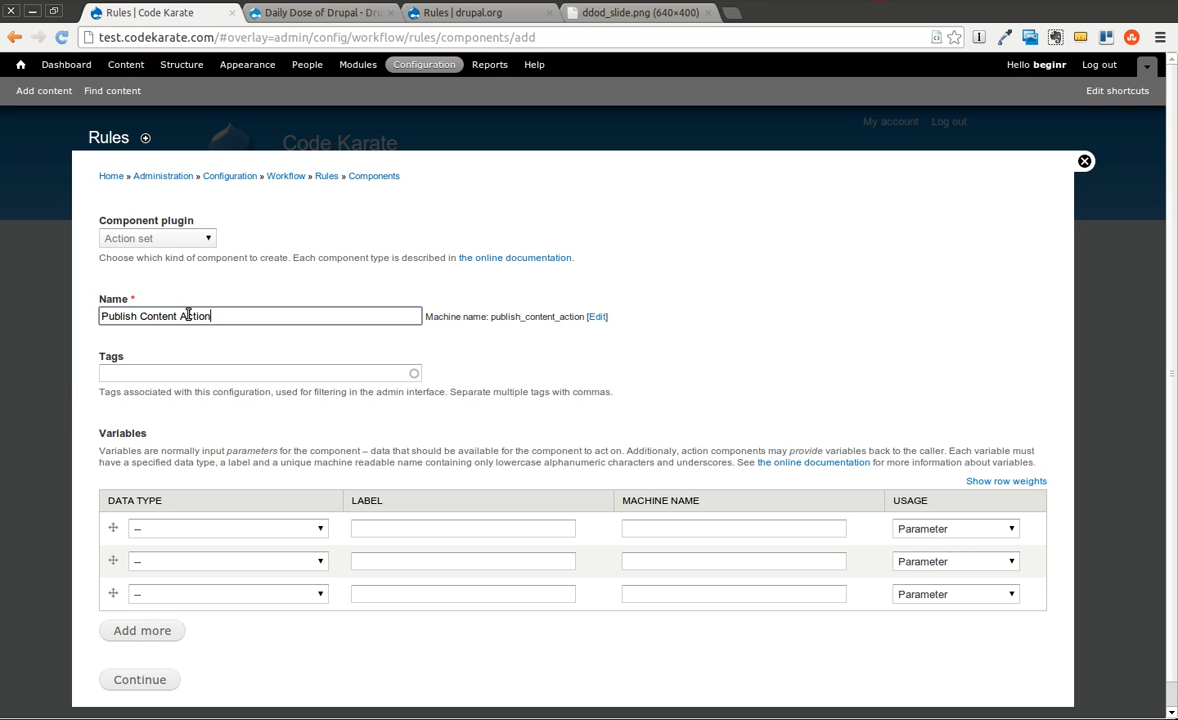 Rules | Code Karate
Daily Dose of Drupal - Dru
Rules | drupal.org
ddod_slide.png (640×400)
test.codekarate.com/#overlay=admin/config/workflow/rules/components/add
Dashboard Content Structure Appearance People Modules Configuration Reports Help Hello beginr Log out
Add content Find content Edit shortcuts
My account Log out
Rules
Code Karate
Home » Administration » Configuration » Workflow » Rules » Components
Component plugin
Action set
Choose which kind of component to create. Each component type is described in the online documentation.
Name *
Publish Content Action Machine name: publish_content_action [Edit]
Tags
Tags associated with this configuration, used for filtering in the admin interface. Separate multiple tags with commas.
Variables
Variables are normally input parameters for the component – data that should be available for the component to act on. Additionaly, action components may provide variables back to the caller. Each variable must
have a specified data type, a label and a unique machine readable name containing only lowercase alphanumeric characters and underscores. See the online documentation for more information about variables.
Show row weights
DATA TYPE LABEL MACHINE NAME USAGE
-- Parameter
-- Parameter
-- Parameter
Add more
Continue